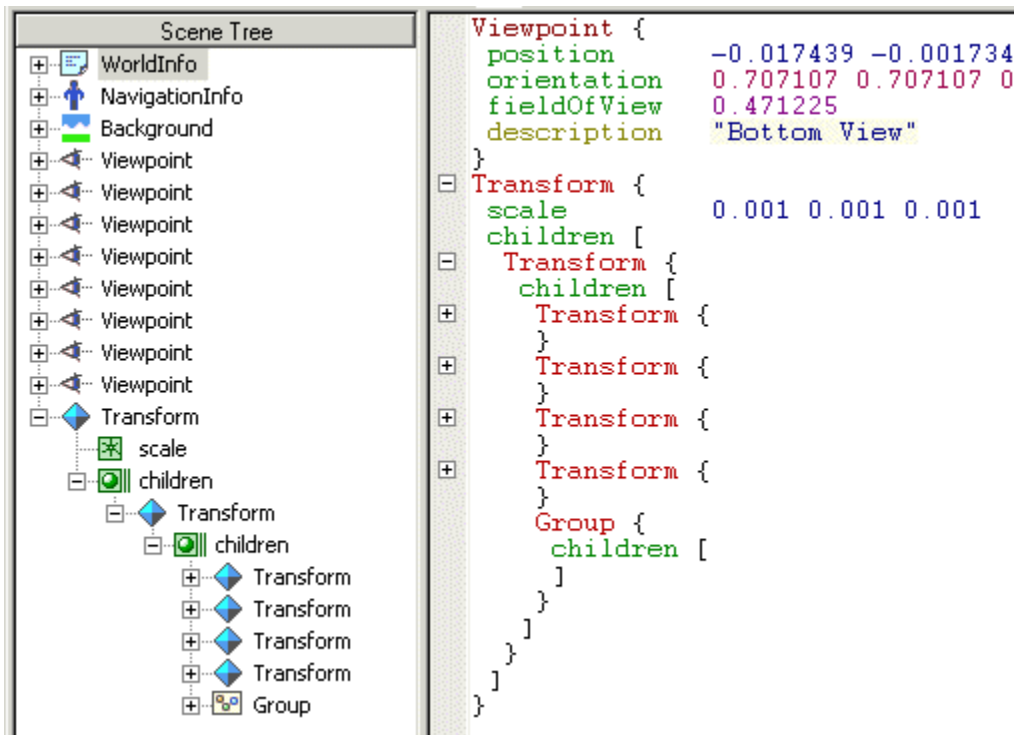 Scene Tree
WorldInfo
NavigationInfo
Background
Viewpoint
Viewpoint
Viewpoint
Viewpoint
Viewpoint
Viewpoint
Viewpoint
Viewpoint
Transform
scale
children
Transform
children
Transform
Transform
Transform
Transform
Group
Viewpoint {
position -0.017439 -0.001734
orientation 0.707107 0.707107 0
fieldOfView 0.471225
description "Bottom View"
}
Transform {
scale 0.001 0.001 0.001
children [
Transform {
children [
Transform {
}
Transform {
}
Transform {
}
Transform {
}
Group {
children [
]
}
]
}
]
}